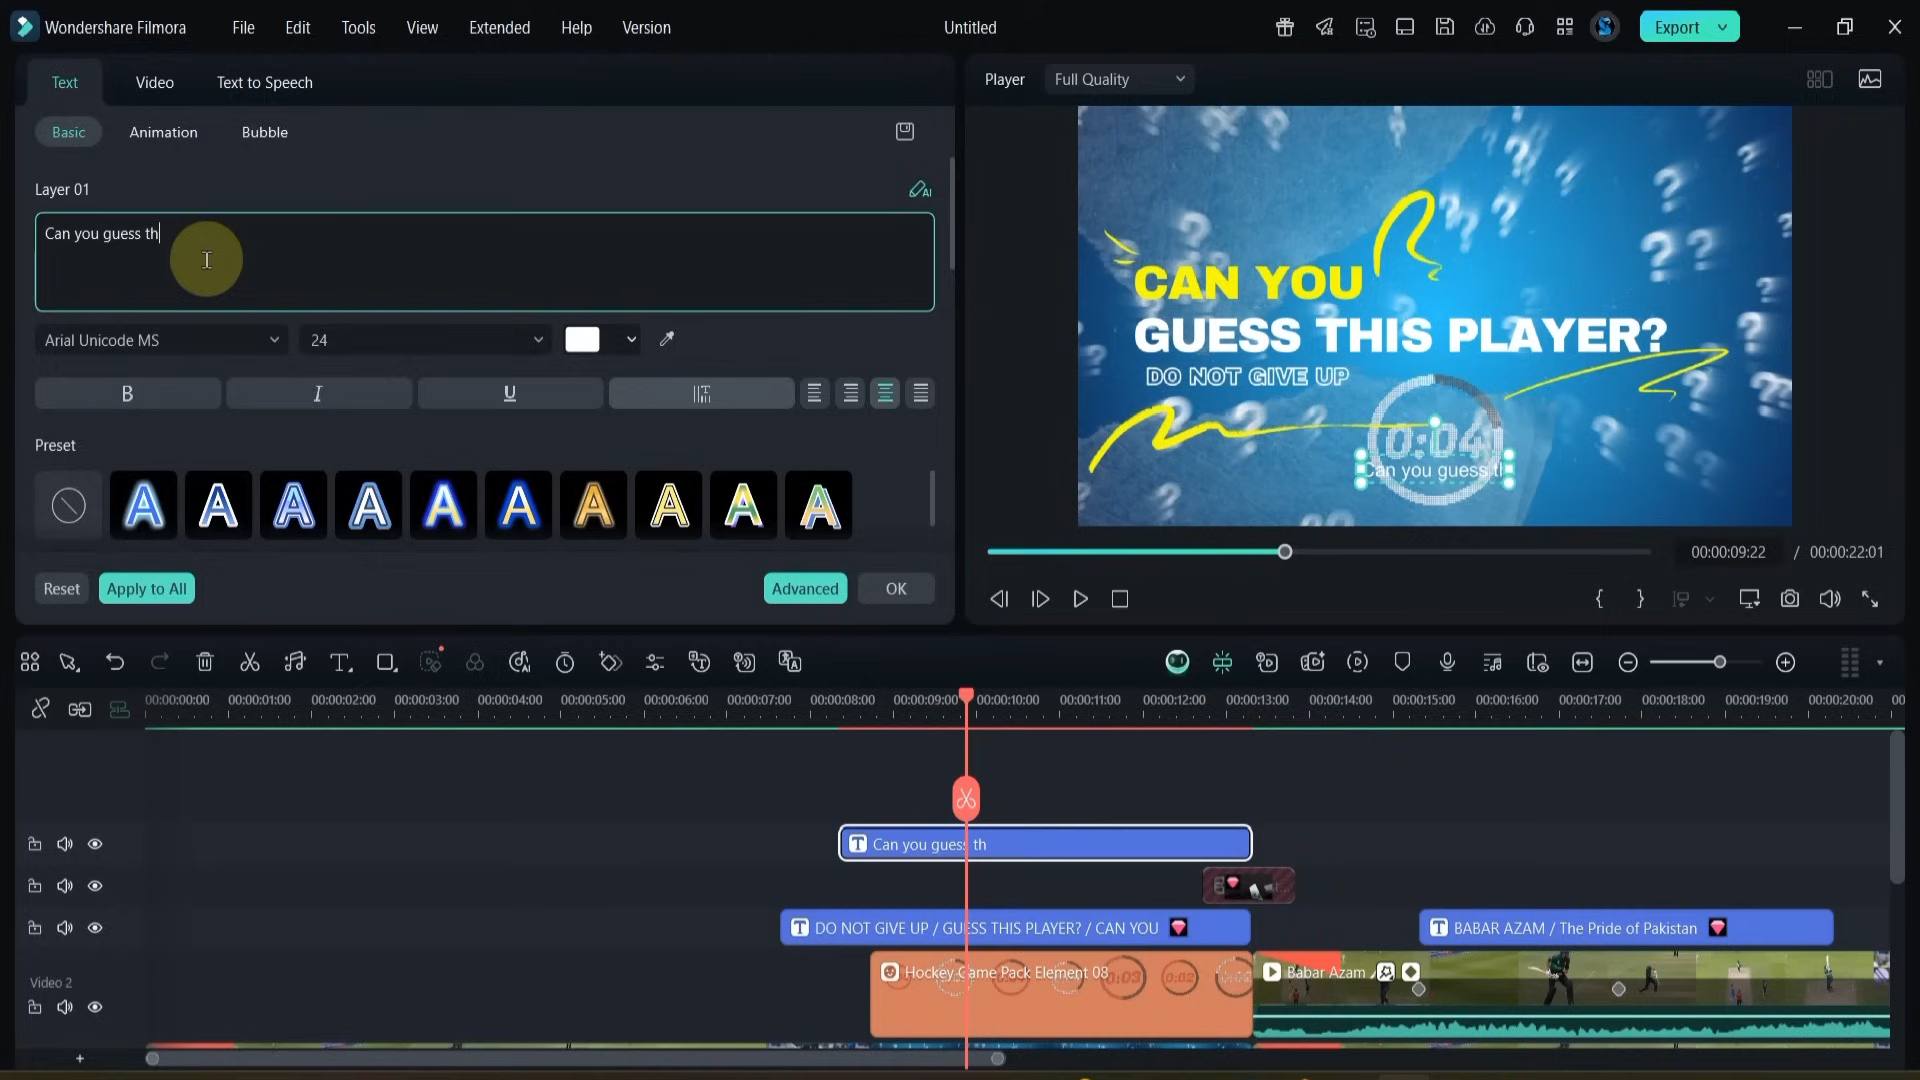 Wondershare Filmora
File Edit Tools View Extended Help Version
Untitled
Export
Text Video Text to Speech
Player Full Quality
Basic Animation Bubble
Layer 01
AI
Can you guess th
Arial Unicode MS 24
B I U
Preset
Reset Apply to All Advanced OK
CAN YOU
GUESS THIS PLAYER?
DO NOT GIVE UP
0:04
Can you guess th
00:00:09:22 / 00:00:22:01
00:00:00:00 00:00:01:00 00:00:02:00 00:00:03:00 00:00:04:00 00:00:05:00 00:00:06:00 00:00:07:00 00:00:08:00 00:00:09:00 00:00:10:00 00:00:11:00 00:00:12:00 00:00:13:00 00:00:14:00 00:00:15:00 00:00:16:00 00:00:17:00 00:00:18:00 00:00:19:00 00:00:20:00 00
Can you guess th
DO NOT GIVE UP / GUESS THIS PLAYER? / CAN YOU
BABAR AZAM / The Pride of Pakistan
Video 2
Hockey Game Pack Element 08
0:03 0:02
Babar Azam